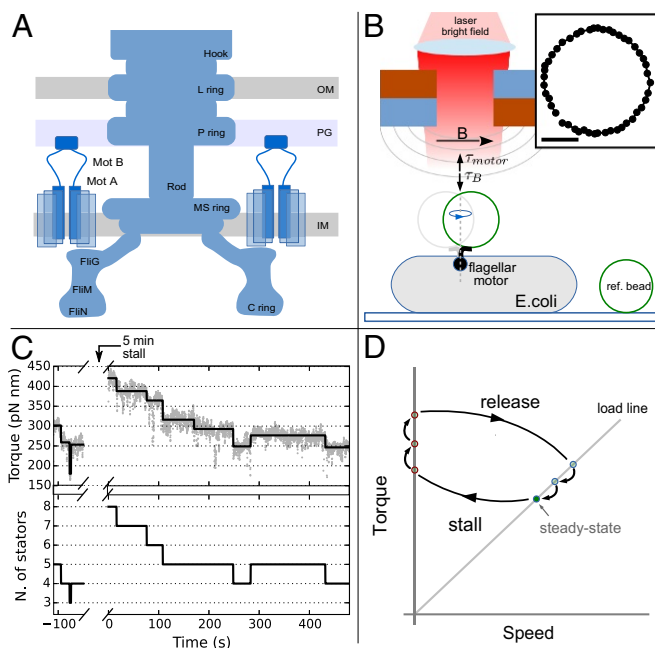 A
Hook
L ring
OM
P ring
PG
Mot B
Mot A
Rod
MS ring
IM
FliG
FliM
FliN
C ring
B
laser
bright field
B
τmotor
τB
flagellar
motor
E.coli
ref. bead
C
5 min
stall
Torque (pN nm)
450
400
350
300
250
200
150
N. of stators
8
7
6
5
4
3
−100 0 100 200 300 400
Time (s)
D
release
load line
stall
steady-state
Torque
Speed